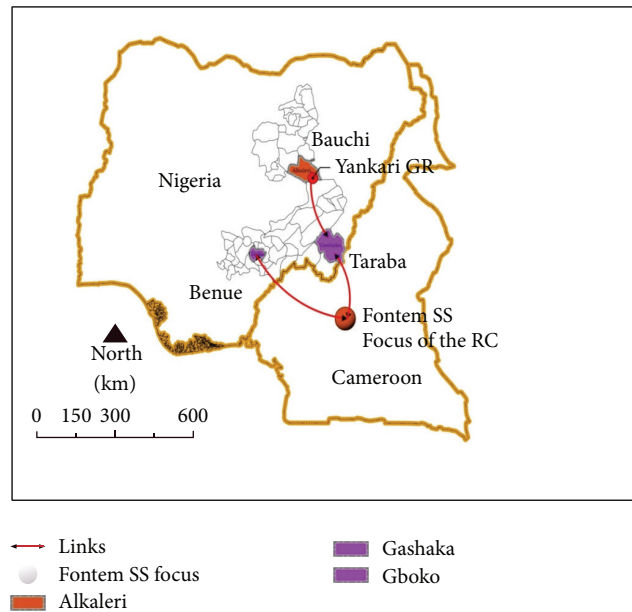 Bauchi
Yankari GR
Nigeria
Taraba
Benue
Fontem SS
Focus of the RC
North
(km)
Cameroon
0 150 300 600
Links
Fontem SS focus
Alkaleri
Gashaka
Gboko